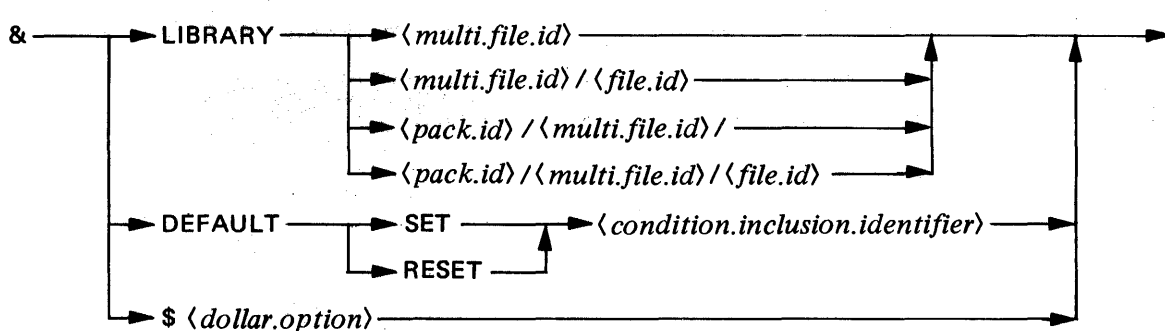 & LIBRARY ⟨multi.file.id⟩
⟨multi.file.id⟩/⟨file.id⟩
⟨pack.id⟩/⟨multi.file.id⟩/
⟨pack.id⟩/⟨multi.file.id⟩/⟨file.id⟩
DEFAULT SET ⟨condition.inclusion.identifier⟩
RESET
$ ⟨dollar.option⟩